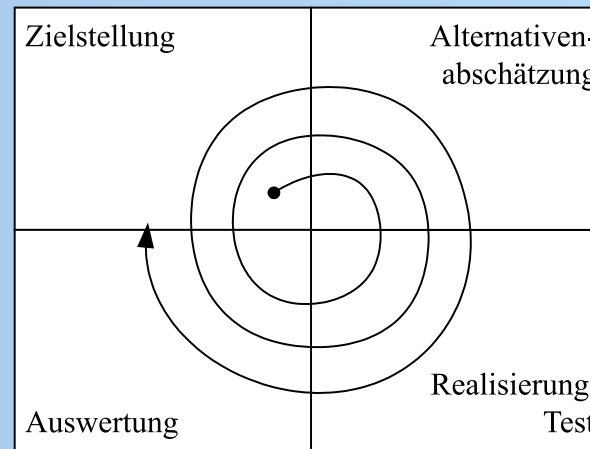 Zielstellung
Alternativen-
abschätzung
Realisierung
Test
Auswertung